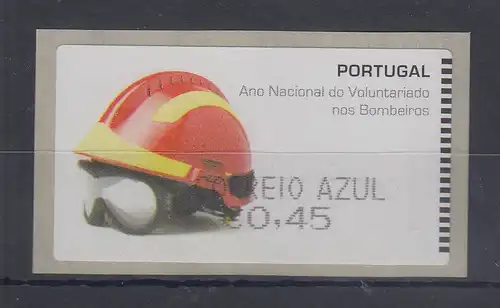 PORTUGAL
Ano Nacional do Voluntariado
nos Bombeiros
REIO AZUL
0,45